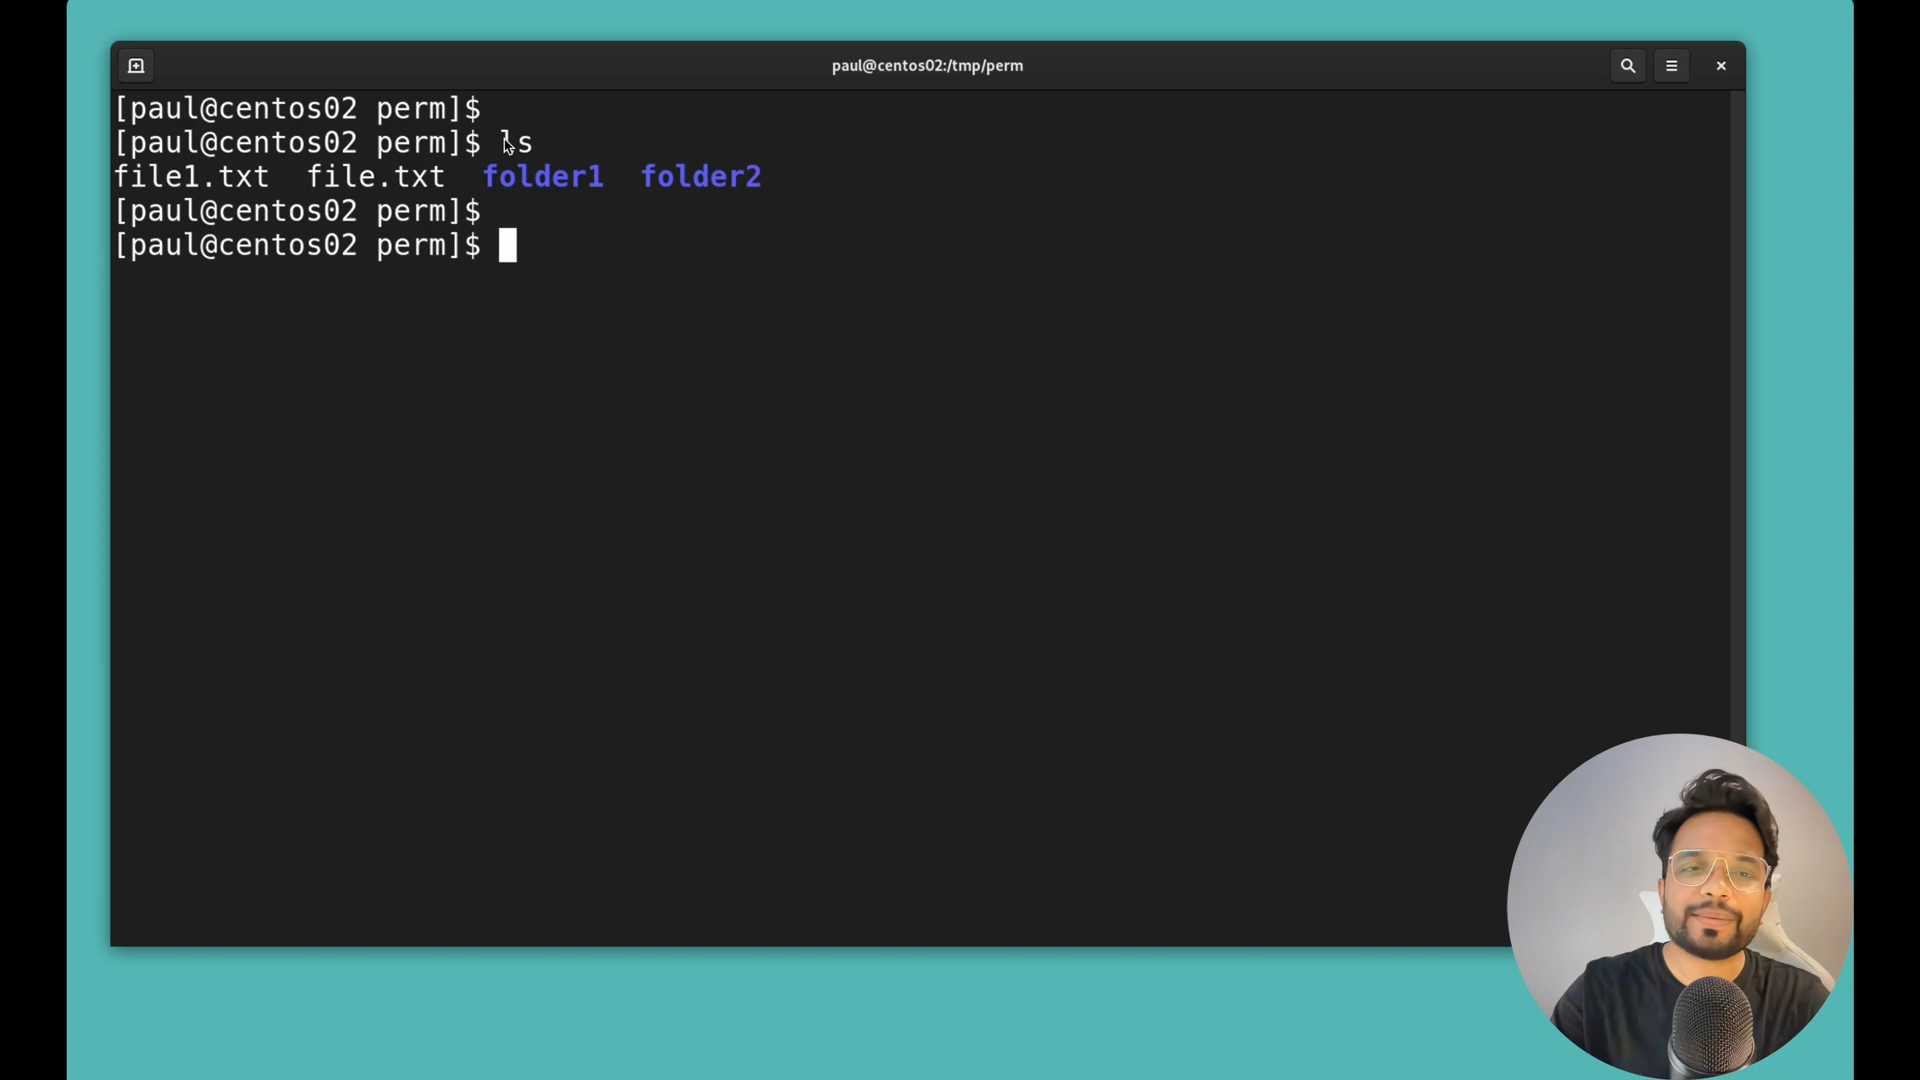 paul@centos02:/tmp/perm
[paul@centos02 perm]$
[paul@centos02 perm]$ ls
file1.txt  file.txt  folder1  folder2
[paul@centos02 perm]$
[paul@centos02 perm]$